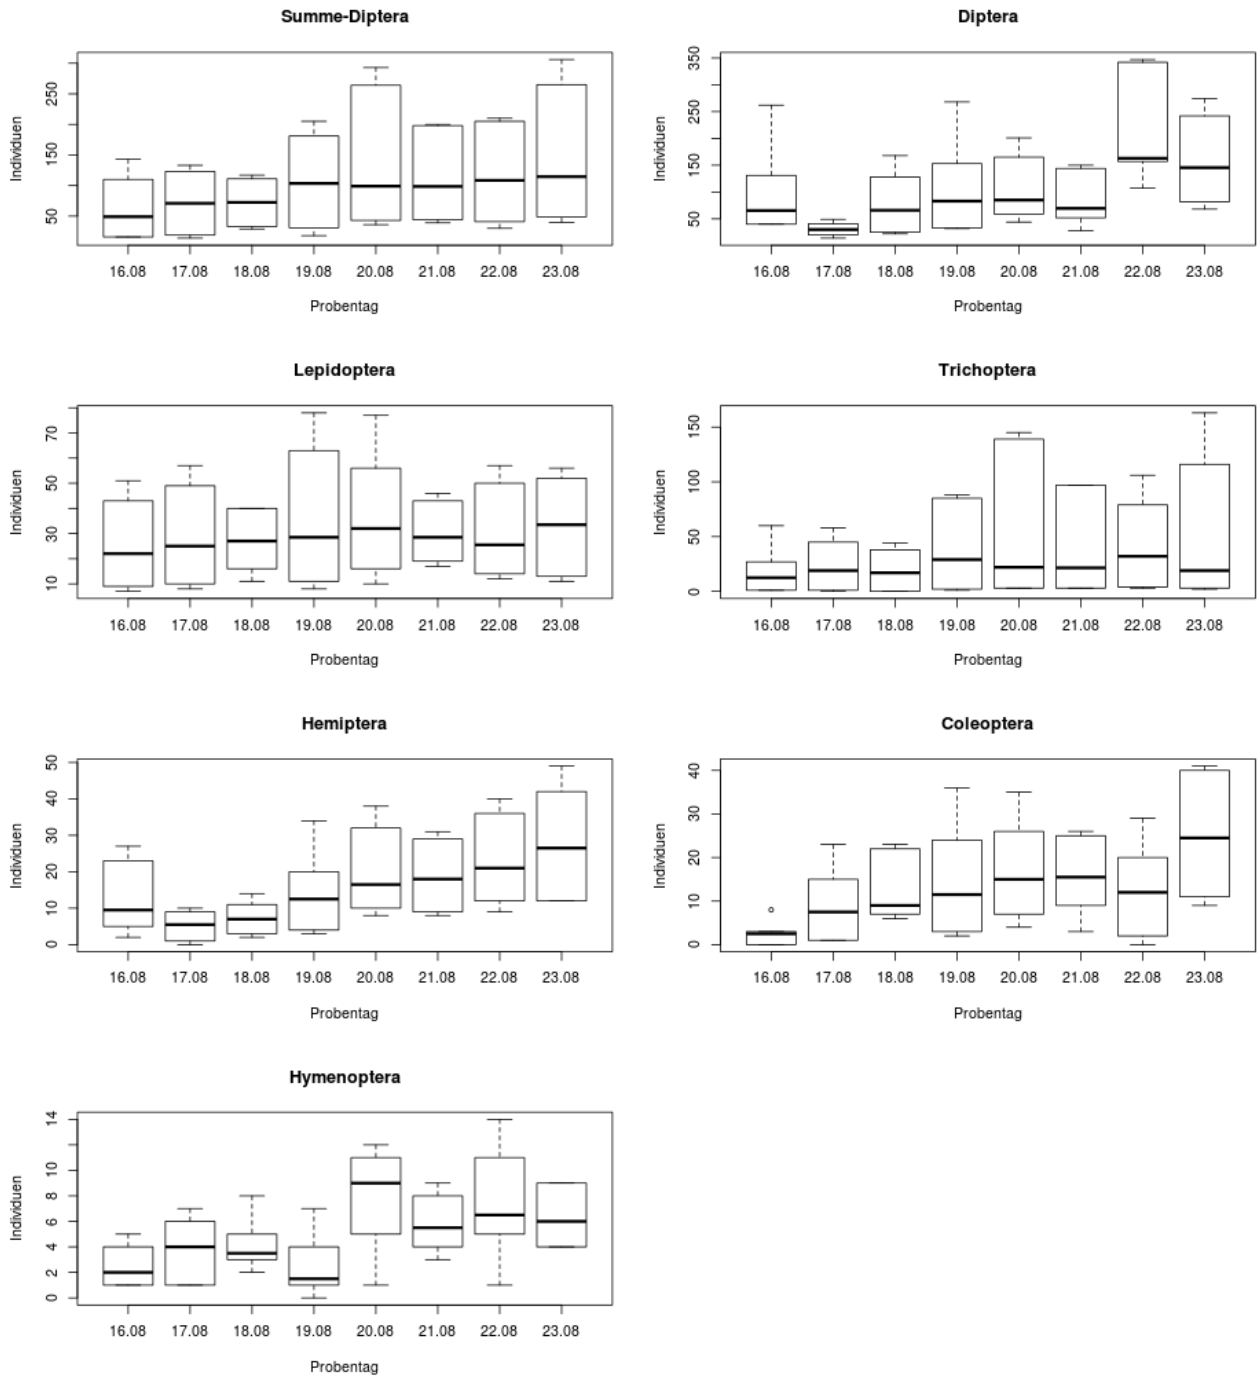 Summe-Diptera
Individuen
50 150 250
16.08 17.08 18.08 19.08 20.08 21.08 22.08 23.08
Probentag
Diptera
Individuen
50 150 250 350
16.08 17.08 18.08 19.08 20.08 21.08 22.08 23.08
Probentag
Lepidoptera
Individuen
10 30 50 70
16.08 17.08 18.08 19.08 20.08 21.08 22.08 23.08
Probentag
Trichoptera
Individuen
0 50 100 150
16.08 17.08 18.08 19.08 20.08 21.08 22.08 23.08
Probentag
Hemiptera
Individuen
0 10 20 30 40 50
16.08 17.08 18.08 19.08 20.08 21.08 22.08 23.08
Probentag
Coleoptera
Individuen
0 10 20 30 40
16.08 17.08 18.08 19.08 20.08 21.08 22.08 23.08
Probentag
Hymenoptera
Individuen
0 2 4 6 8 10 14
16.08 17.08 18.08 19.08 20.08 21.08 22.08 23.08
Probentag